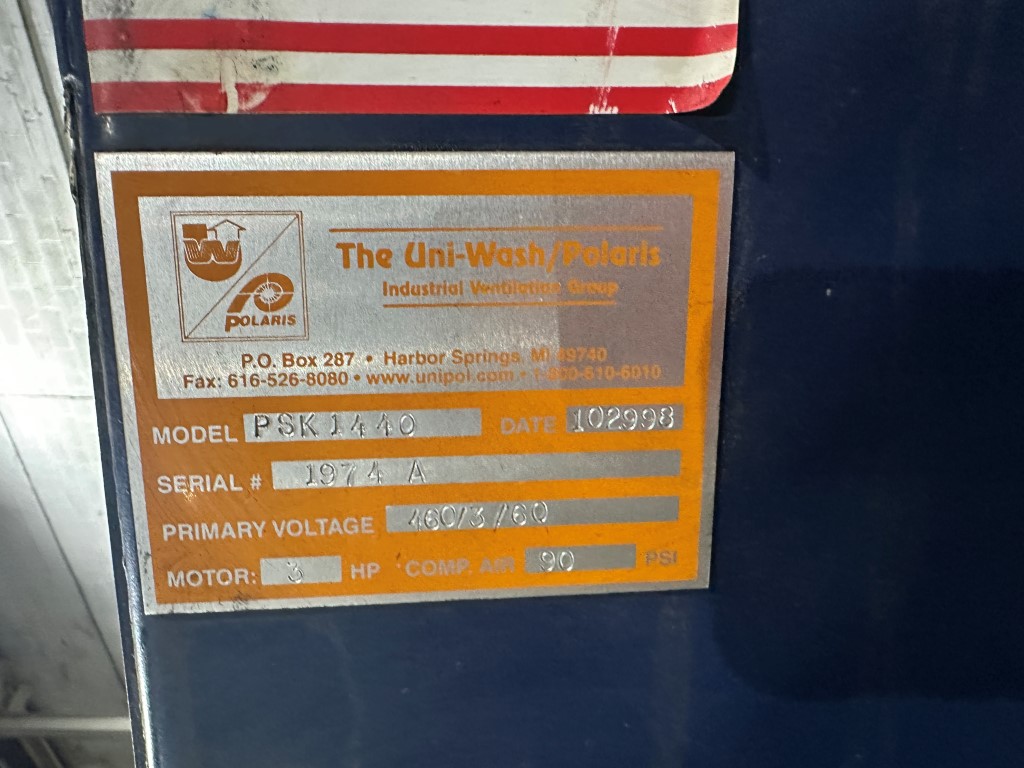 W
POLARIS
The Uni-Wash/Polaris
Industrial Ventilation Group
P.O. Box 287 • Harbor Springs, MI 49740
Fax: 616-526-8080 • www.unipol.com • 1-800-610-6010
MODEL PSK1440 DATE 102998
SERIAL # 1974 A
PRIMARY VOLTAGE 460/3/60
MOTOR: 3 HP COMP. AIR 90 PSI